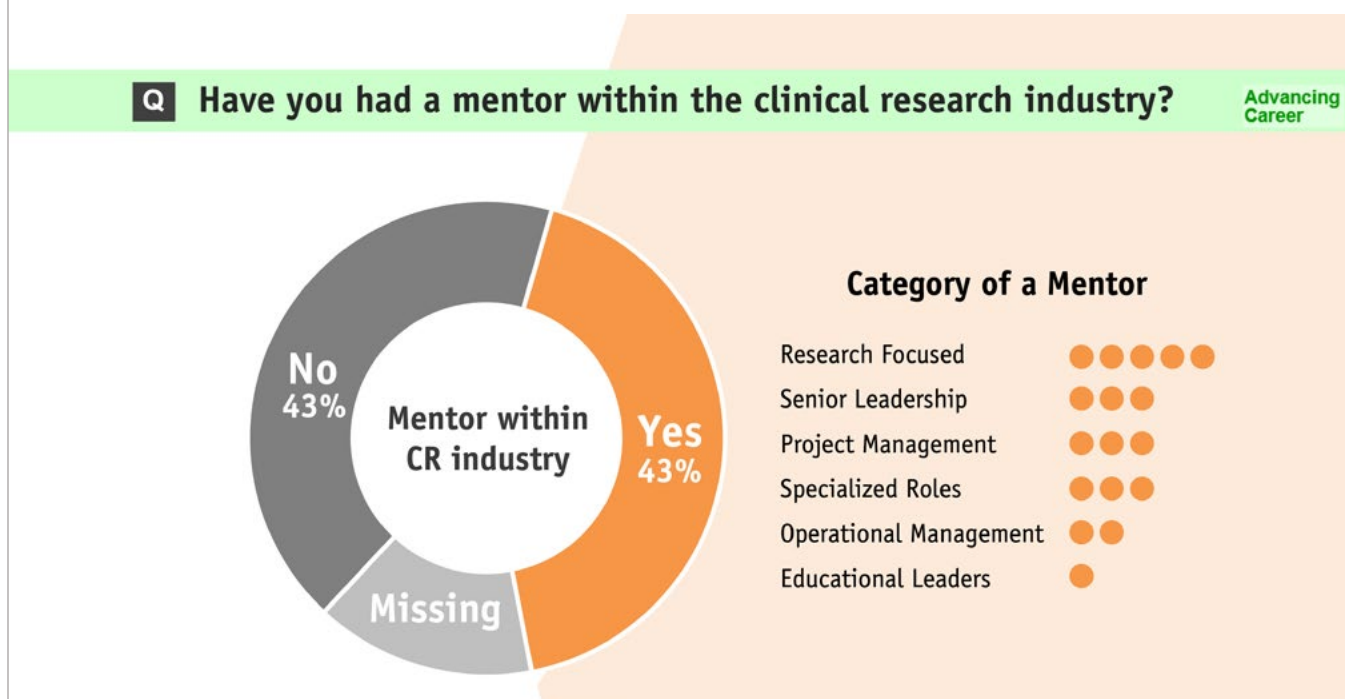 Q Have you had a mentor within the clinical research industry?
Advancing
Career
No
43%
Mentor within
CR industry
Yes
43%
Missing
Category of a Mentor
Research Focused
Senior Leadership
Project Management
Specialized Roles
Operational Management
Educational Leaders